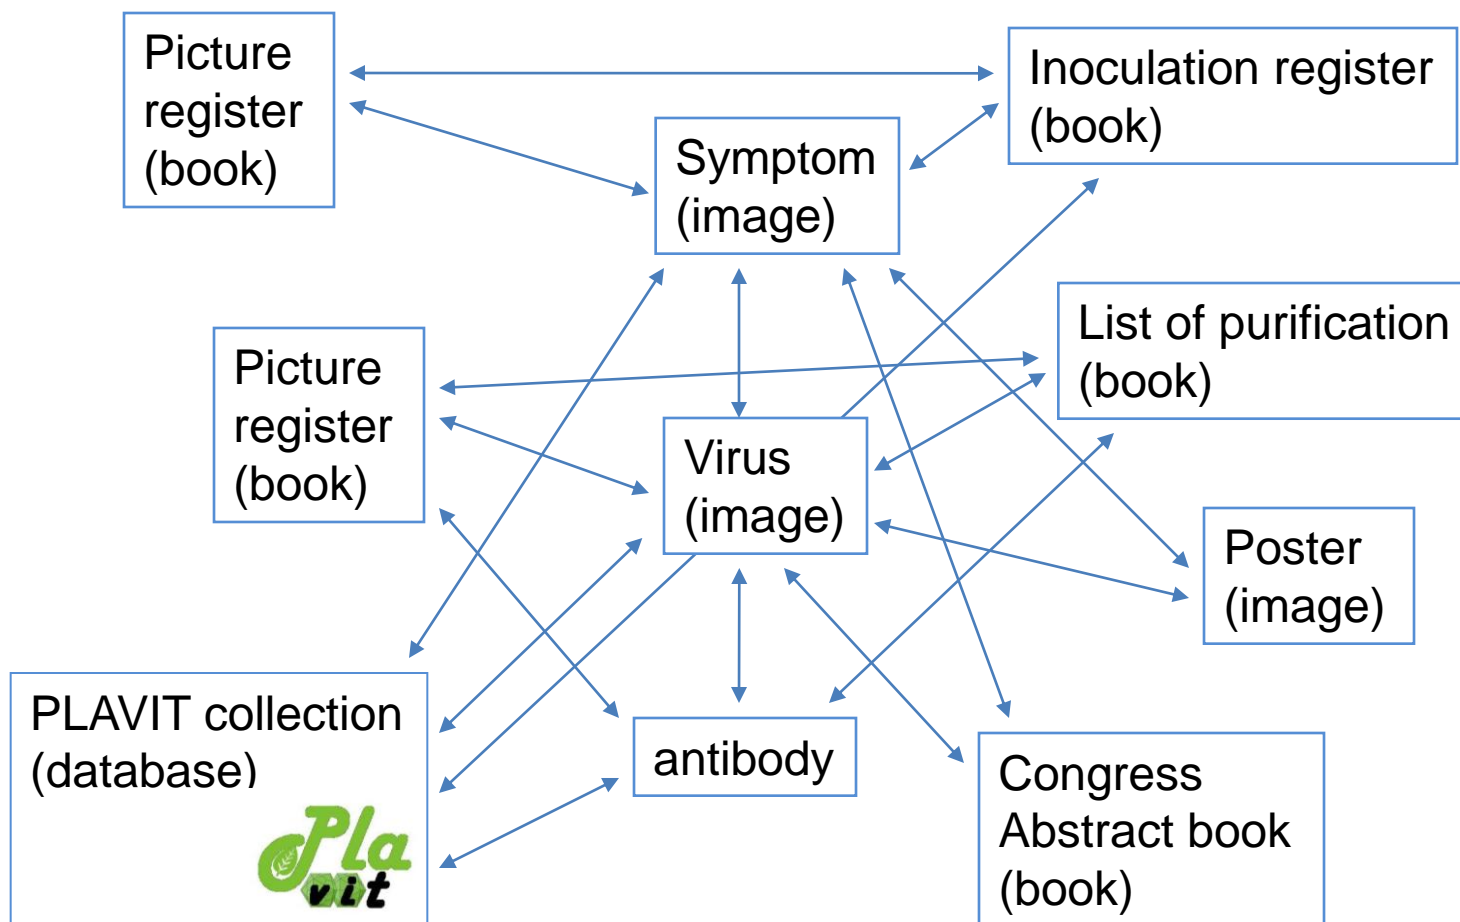 Picture
register
(book)
Inoculation register
(book)
Symptom
(image)
List of purification
(book)
Picture
register
(book)
Virus
(image)
Poster
(image)
PLAVIT collection
(database)
Pla
vit
antibody
Congress
Abstract book
(book)